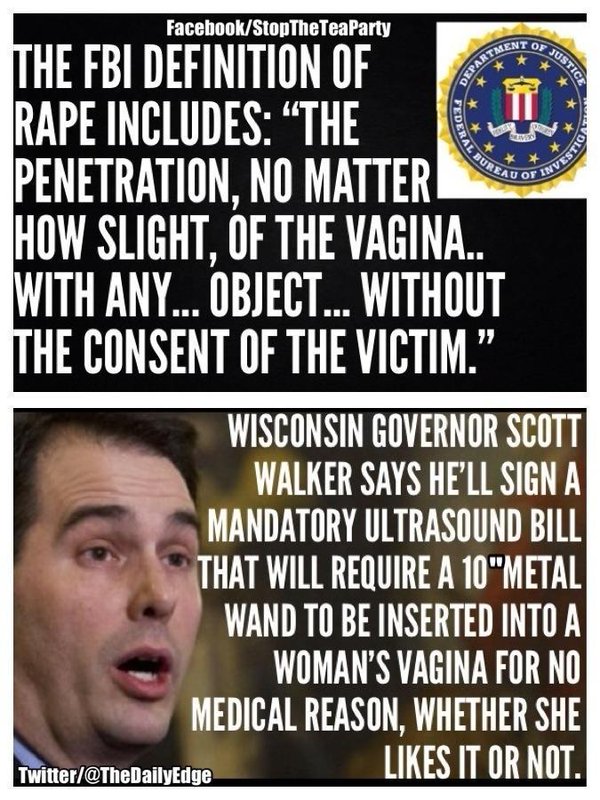 Facebook/StopTheTeaParty
THE FBI DEFINITION OF
RAPE INCLUDES: “THE
PENETRATION, NO MATTER
HOW SLIGHT, OF THE VAGINA..
WITH ANY... OBJECT... WITHOUT
THE CONSENT OF THE VICTIM.”
DEPARTMENT OF JUSTICE
FEDERAL BUREAU OF INVESTIGATION
WISCONSIN GOVERNOR SCOTT
WALKER SAYS HE’LL SIGN A
MANDATORY ULTRASOUND BILL
THAT WILL REQUIRE A 10" METAL
WAND TO BE INSERTED INTO A
WOMAN’S VAGINA FOR NO
MEDICAL REASON, WHETHER SHE
LIKES IT OR NOT.
Twitter/@TheDailyEdge